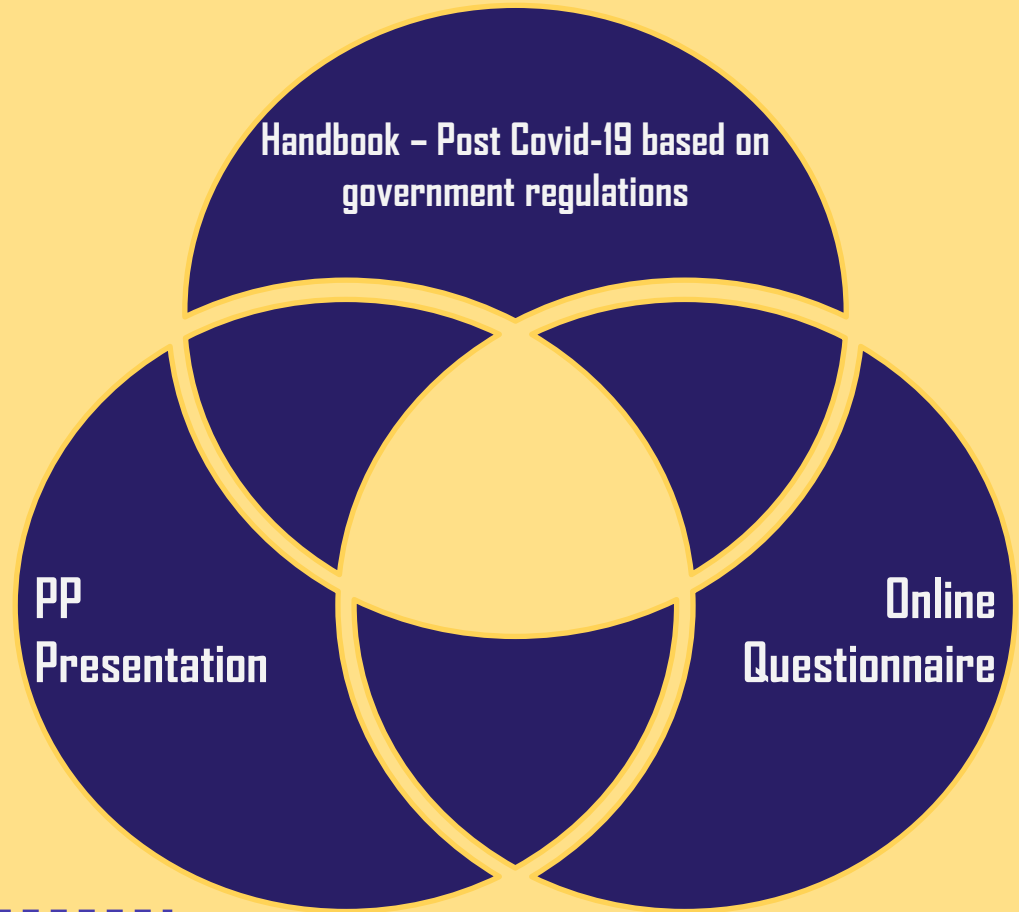 Handbook – Post Covid-19 based on
government regulations
PP
Presentation
Online
Questionnaire